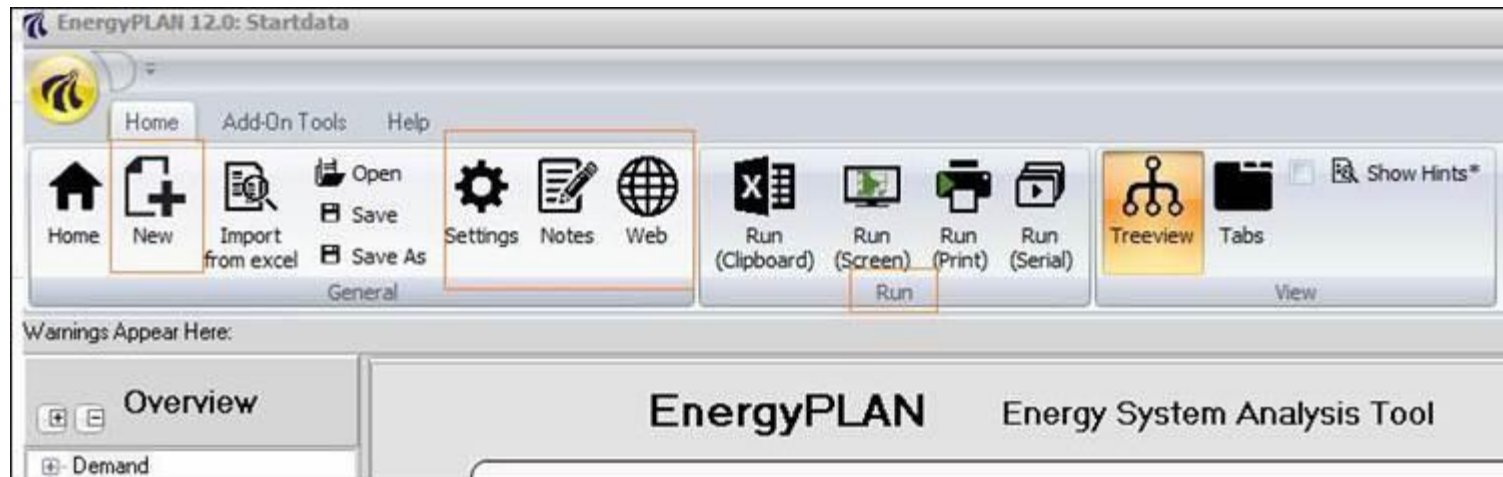 EnergyPLAN 12.0: Startdata
Home Add-On Tools Help
Home
New
Import
from excel
Open
Save
Save As
Settings
Notes
Web
General
Run
(Clipboard)
Run
(Screen)
Run
(Print)
Run
(Serial)
Run
Treeview
Tabs
Show Hints*
View
Warnings Appear Here:
Overview
Demand
EnergyPLAN Energy System Analysis Tool